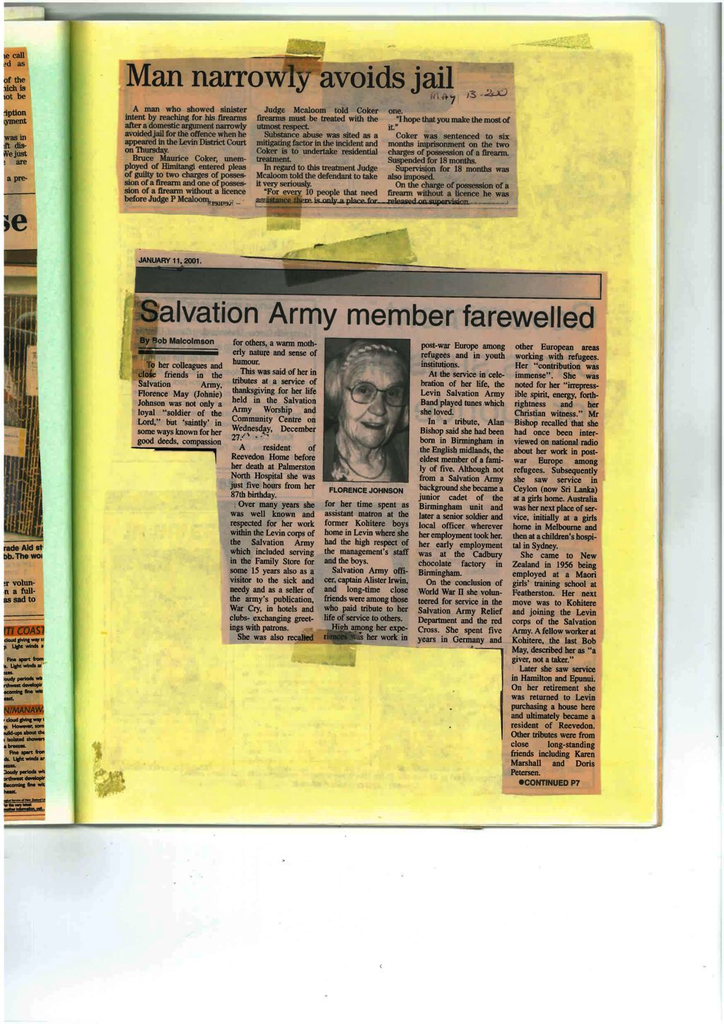 Man narrowly avoids jail
May 13-200
A man who showed sinister
intent by reaching for his firearms
after a domestic argument narrowly
avoided jail for the offence when he
appeared in the Levin District Court
on Thursday.
Bruce Maurice Coker, unem-
ployed of Himitangi entered pleas
of guilty to two charges of posses-
sion of a firearm and one of posses-
sion of a firearm without a licence
before Judge P Mcaloom.
Judge Mcaloom told Coker
firearms must be treated with the
utmost respect.
Substance abuse was sited as a
mitigating factor in the incident and
Coker is to undertake residential
treatment.
In regard to this treatment Judge
Mcaloom told the defendant to take
it very seriously.
"For every 10 people that need
assistance there is only a place for
one.
"I hope that you make the most of
it."
Coker was sentenced to six
months imprisonment on the two
charges of possession of a firearm.
Suspended for 18 months.
Supervision for 18 months was
also imposed.
On the charge of possession of a
firearm without a licence he was
released on supervision.
JANUARY 11, 2001.
Salvation Army member farewelled
By Bob Malcolmson
To her colleagues and
close friends in the
Salvation Army,
Florence May (Johnie)
Johnson was not only a
loyal "soldier of the
Lord," but 'saintly' in
some ways known for her
good deeds, compassion
for others, a warm moth-
erly nature and sense of
humour.
This was said of her in
tributes at a service of
thanksgiving for her life
held in the Salvation
Army Worship and
Community Centre on
Wednesday, December
27.
A resident of
Reevedon Home before
her death at Palmerston
North Hospital she was
just five hours from her
87th birthday.
Over many years she
was well known and
respected for her work
within the Levin corps of
the Salvation Army
which included serving
in the Family Store for
some 15 years also as a
visitor to the sick and
needy and as a seller of
the army's publication,
War Cry, in hotels and
clubs- exchanging greet-
ings with patrons.
She was also recalled
FLORENCE JOHNSON
for her time spent as
assistant matron at the
former Kohitere boys
home in Levin where she
had the high respect of
the management's staff
and the boys.
Salvation Army offi-
cer, captain Alister Irwin,
and long-time close
friends were among those
who paid tribute to her
life of service to others.
High among her expe-
riences was her work in
post-war Europe among
refugees and in youth
institutions.
At the service in cele-
bration of her life, the
Levin Salvation Army
Band played tunes which
she loved.
In a tribute, Alan
Bishop said she had been
born in Birmingham in
the English midlands, the
eldest member of a fami-
ly of five. Although not
from a Salvation Army
background she became a
junior cadet of the
Birmingham unit and
later a senior soldier and
local officer wherever
her employment took her.
her early employment
was at the Cadbury
chocolate factory in
Birmingham.
On the conclusion of
World War II she volun-
teered for service in the
Salvation Army Relief
Department and the red
Cross. She spent five
years in Germany and
other European areas
working with refugees.
Her "contribution was
immense". She was
noted for her "irrepress-
ible spirit, energy, forth-
rightness and her
Christian witness." Mr
Bishop recalled that she
had once been inter-
viewed on national radio
about her work in post-
war Europe among
refugees. Subsequently
she saw service in
Ceylon (now Sri Lanka)
at a girls home. Australia
was her next place of ser-
vice, initially at a girls
home in Melbourne and
then at a children's hospi-
tal in Sydney.
She came to New
Zealand in 1956 being
employed at a Maori
girls' training school at
Featherston. Her next
move was to Kohitere
and joining the Levin
corps of the Salvation
Army. A fellow worker at
Kohitere, the last Bob
May, described her as "a
giver, not a taker."
Later she saw service
in Hamilton and Epunui.
On her retirement she
was returned to Levin
purchasing a house here
and ultimately became a
resident of Reevedon.
Other tributes were from
close long-standing
friends including Karen
Marshall and Doris
Petersen.
●CONTINUED P7